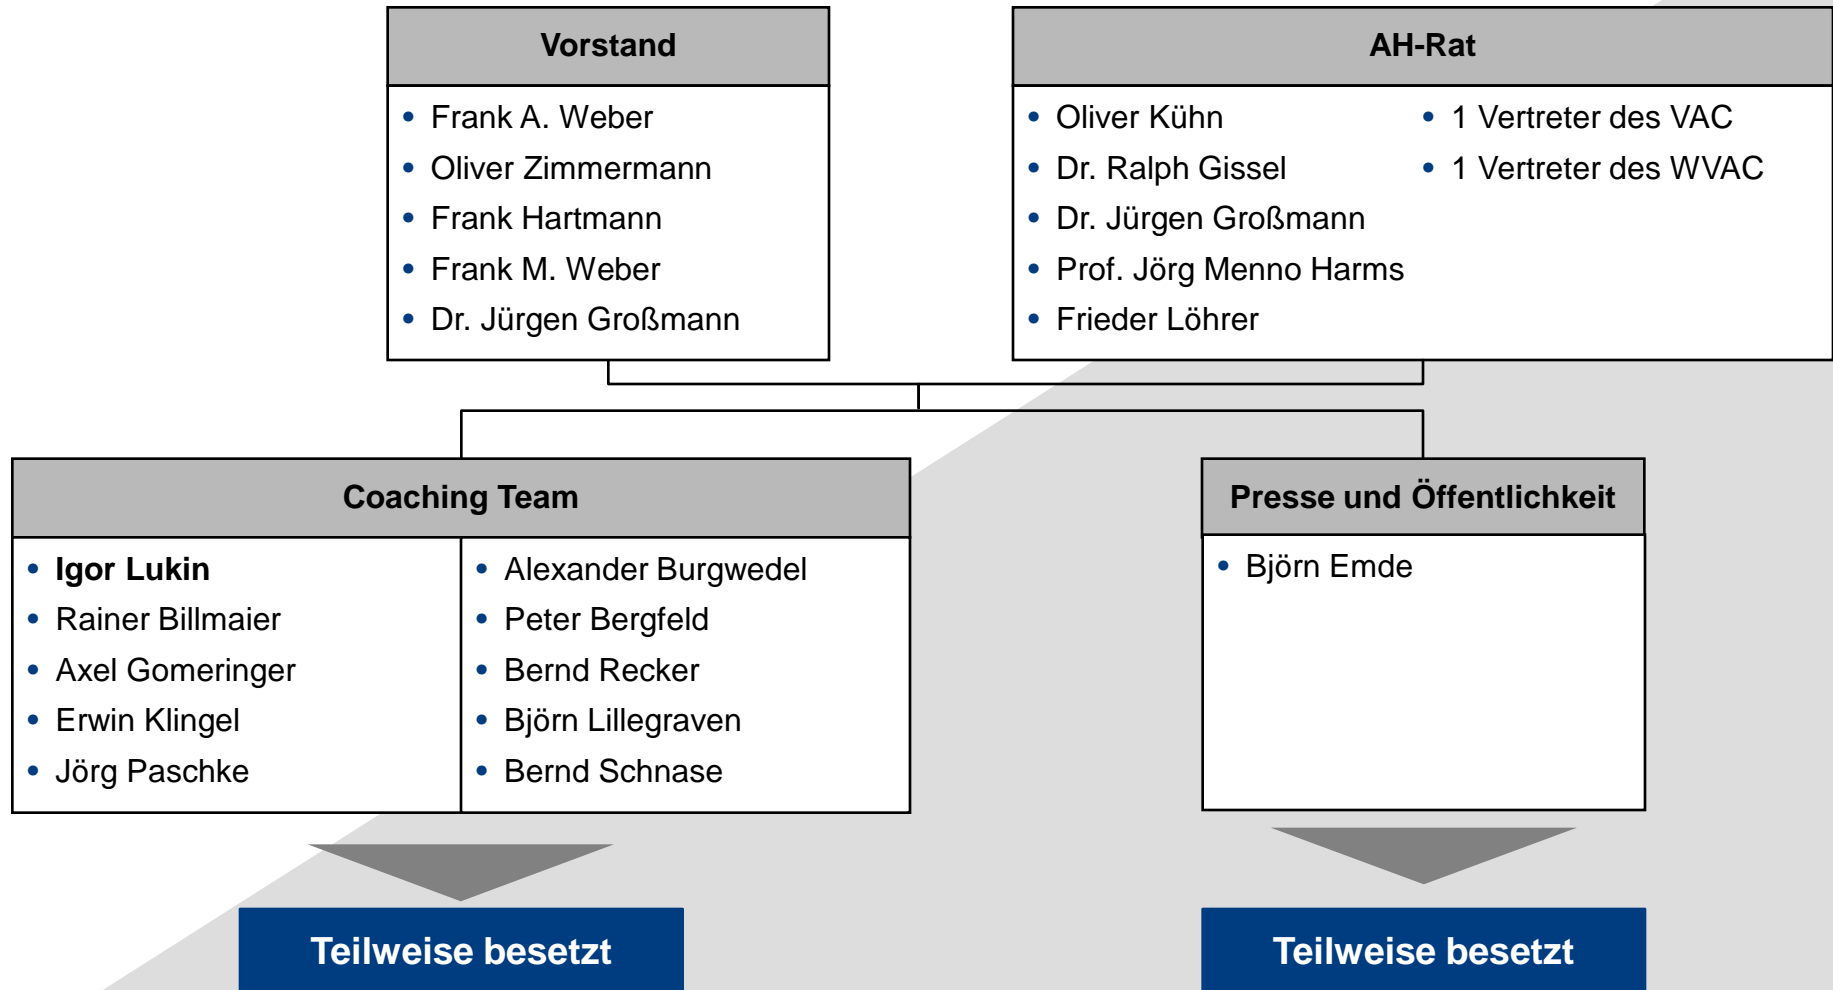 Vorstand
Frank A. Weber
Oliver Zimmermann
Frank Hartmann
Frank M. Weber
Dr. Jürgen Großmann
AH-Rat
Oliver Kühn
Dr. Ralph Gissel
Dr. Jürgen Großmann
Prof. Jörg Menno Harms
Frieder Löhrer
1 Vertreter des VAC
1 Vertreter des WVAC
Coaching Team
Igor Lukin
Rainer Billmaier
Axel Gomeringer
Erwin Klingel
Jörg Paschke
Alexander Burgwedel
Peter Bergfeld
Bernd Recker
Björn Lillegraven
Bernd Schnase
Presse und Öffentlichkeit
Björn Emde
Teilweise besetzt
Teilweise besetzt